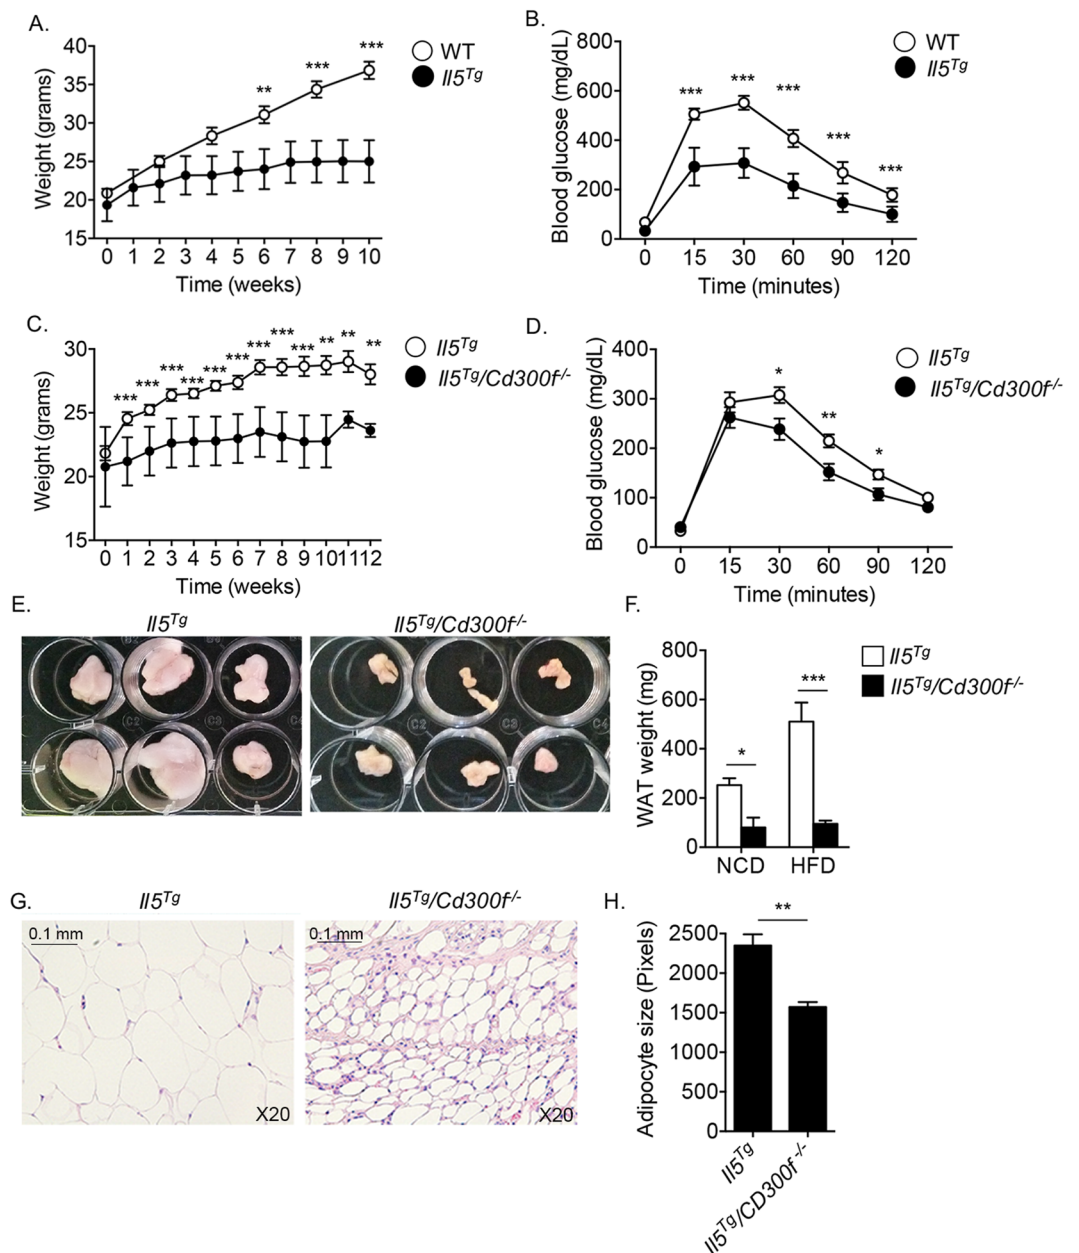 A.
Weight (grams)
40
35
30
25
20
15
0 1 2 3 4 5 6 7 8 9 10
Time (weeks)
** *** ***
WT
Il5Tg
B.
Blood glucose (mg/dL)
800
600
400
200
0
0 15 30 60 90 120
Time (minutes)
*** *** *** *** ***
WT
Il5Tg
C.
Weight (grams)
30
25
20
15
0 1 2 3 4 5 6 7 8 9 10 11 12
Time (weeks)
*** *** *** *** *** *** *** *** *** ** ** **
Il5Tg
Il5Tg/Cd300f-/-
D.
Blood glucose (mg/dL)
400
300
200
100
0
0 15 30 60 90 120
Time (minutes)
* ** *
Il5Tg
Il5Tg/Cd300f-/-
E.
Il5Tg
Il5Tg/Cd300f-/-
C2 C3 C4
C2 C3 C4
F.
WAT weight (mg)
800
600
400
200
0
NCD HFD
* ***
Il5Tg
Il5Tg/Cd300f-/-
G.
Il5Tg
Il5Tg/Cd300f-/-
0.1 mm
X20
0.1 mm
X20
H.
Adipocyte size (Pixels)
2500
2000
1500
1000
500
0
**
Il5Tg
Il5Tg/CD300f-/-